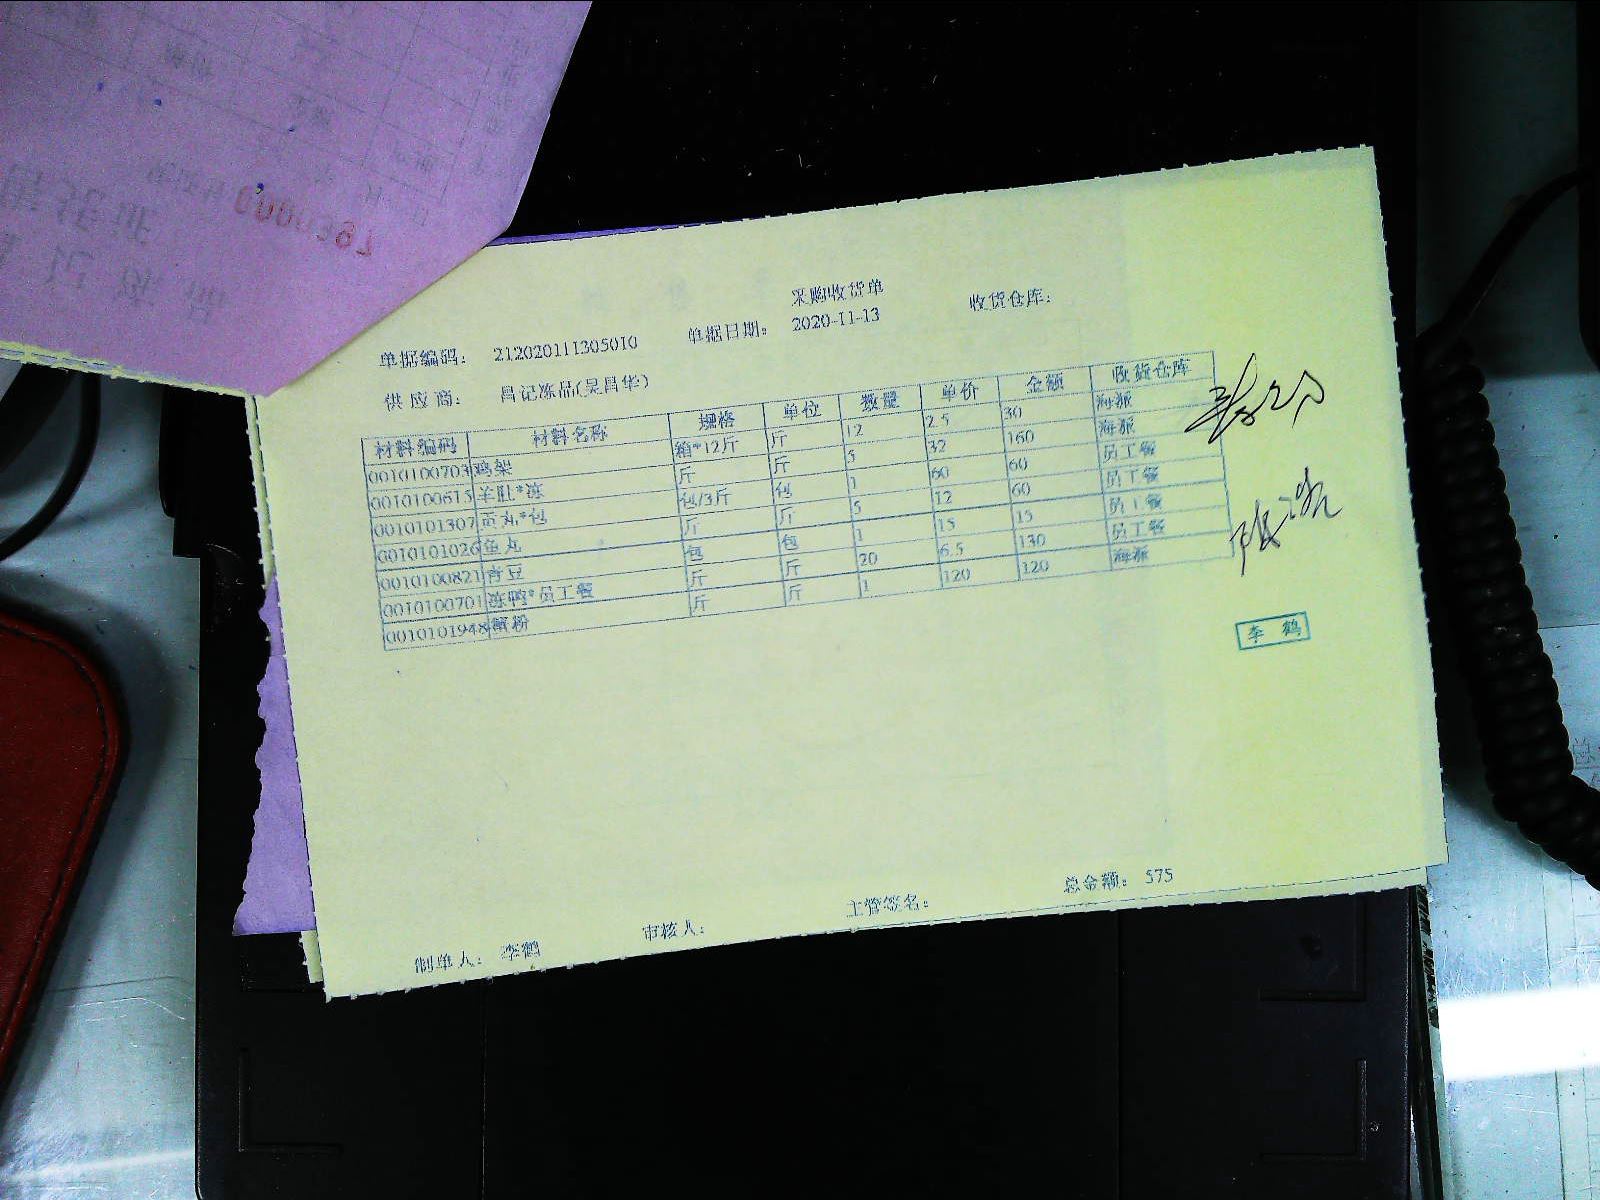 采购收货单
单据编码： 212020111305010 单据日期： 2020-11-13 收货仓库：
供应商： 昌记冻品(吴昌华)
材料编码 材料名称 规格 单位 数量 单价 金额 收货仓库
0010100703 鸡架 箱*12斤 斤 12 2.5 30 海派
0010100615 羊肚*冻 斤 斤 5 32 160 海派
0010101307 贡丸*包 包/3斤 包 1 60 60 员工餐
0010101026 鱼丸 斤 斤 5 12 60 员工餐
0010100821 青豆 包 包 1 15 15 员工餐
0010100701 冻鸭*员工餐 斤 斤 20 6.5 130 员工餐
0010101948 蟹粉 斤 斤 1 120 120 海派
李鹤
制单人： 李鹤 审核人： 主管签名： 总金额： 575